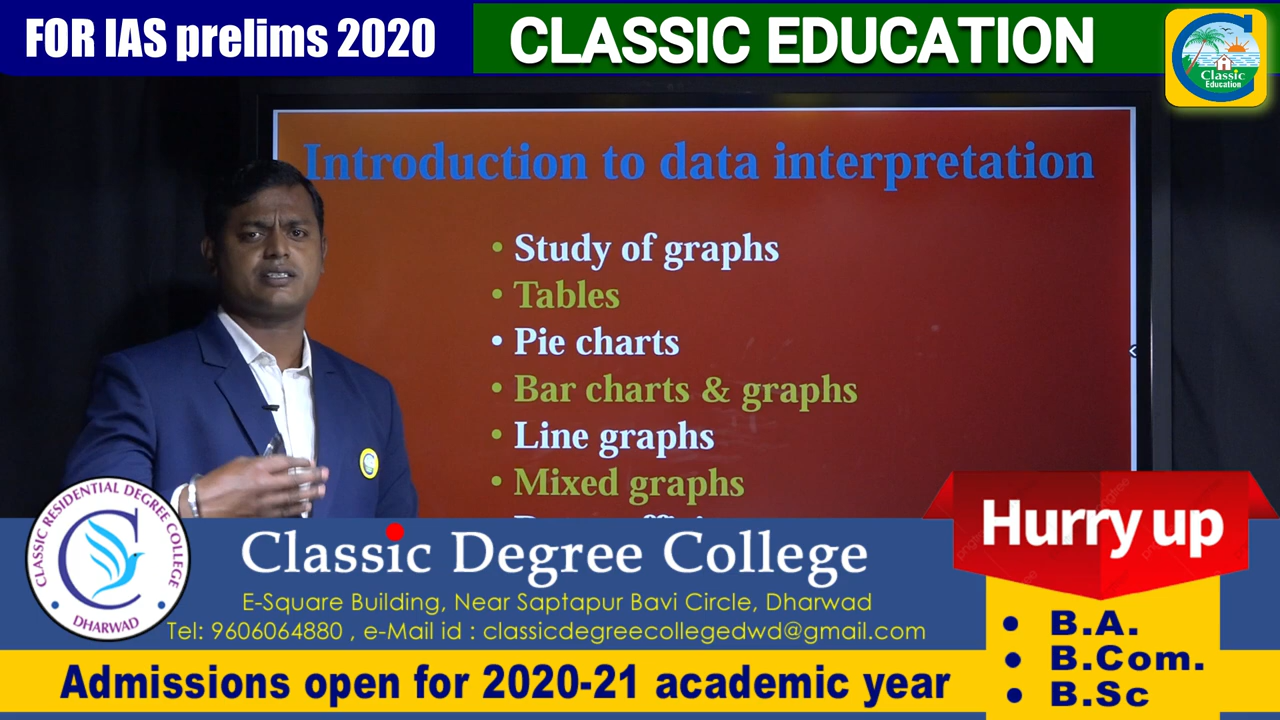 FOR IAS prelims 2020
CLASSIC EDUCATION
Classic
Education
Introduction to data interpretation
• Study of graphs
• Tables
• Pie charts
• Bar charts & graphs
• Line graphs
• Mixed graphs
CLASSIC RESIDENTIAL DEGREE COLLEGE
• DHARWAD •
Classic Degree College
E-Square Building, Near Saptapur Bavi Circle, Dharwad
Tel: 9606064880 , e-Mail id : classicdegreecollegedwd@gmail.com
Admissions open for 2020-21 academic year
Hurry up
• B.A.
• B.Com.
• B.Sc